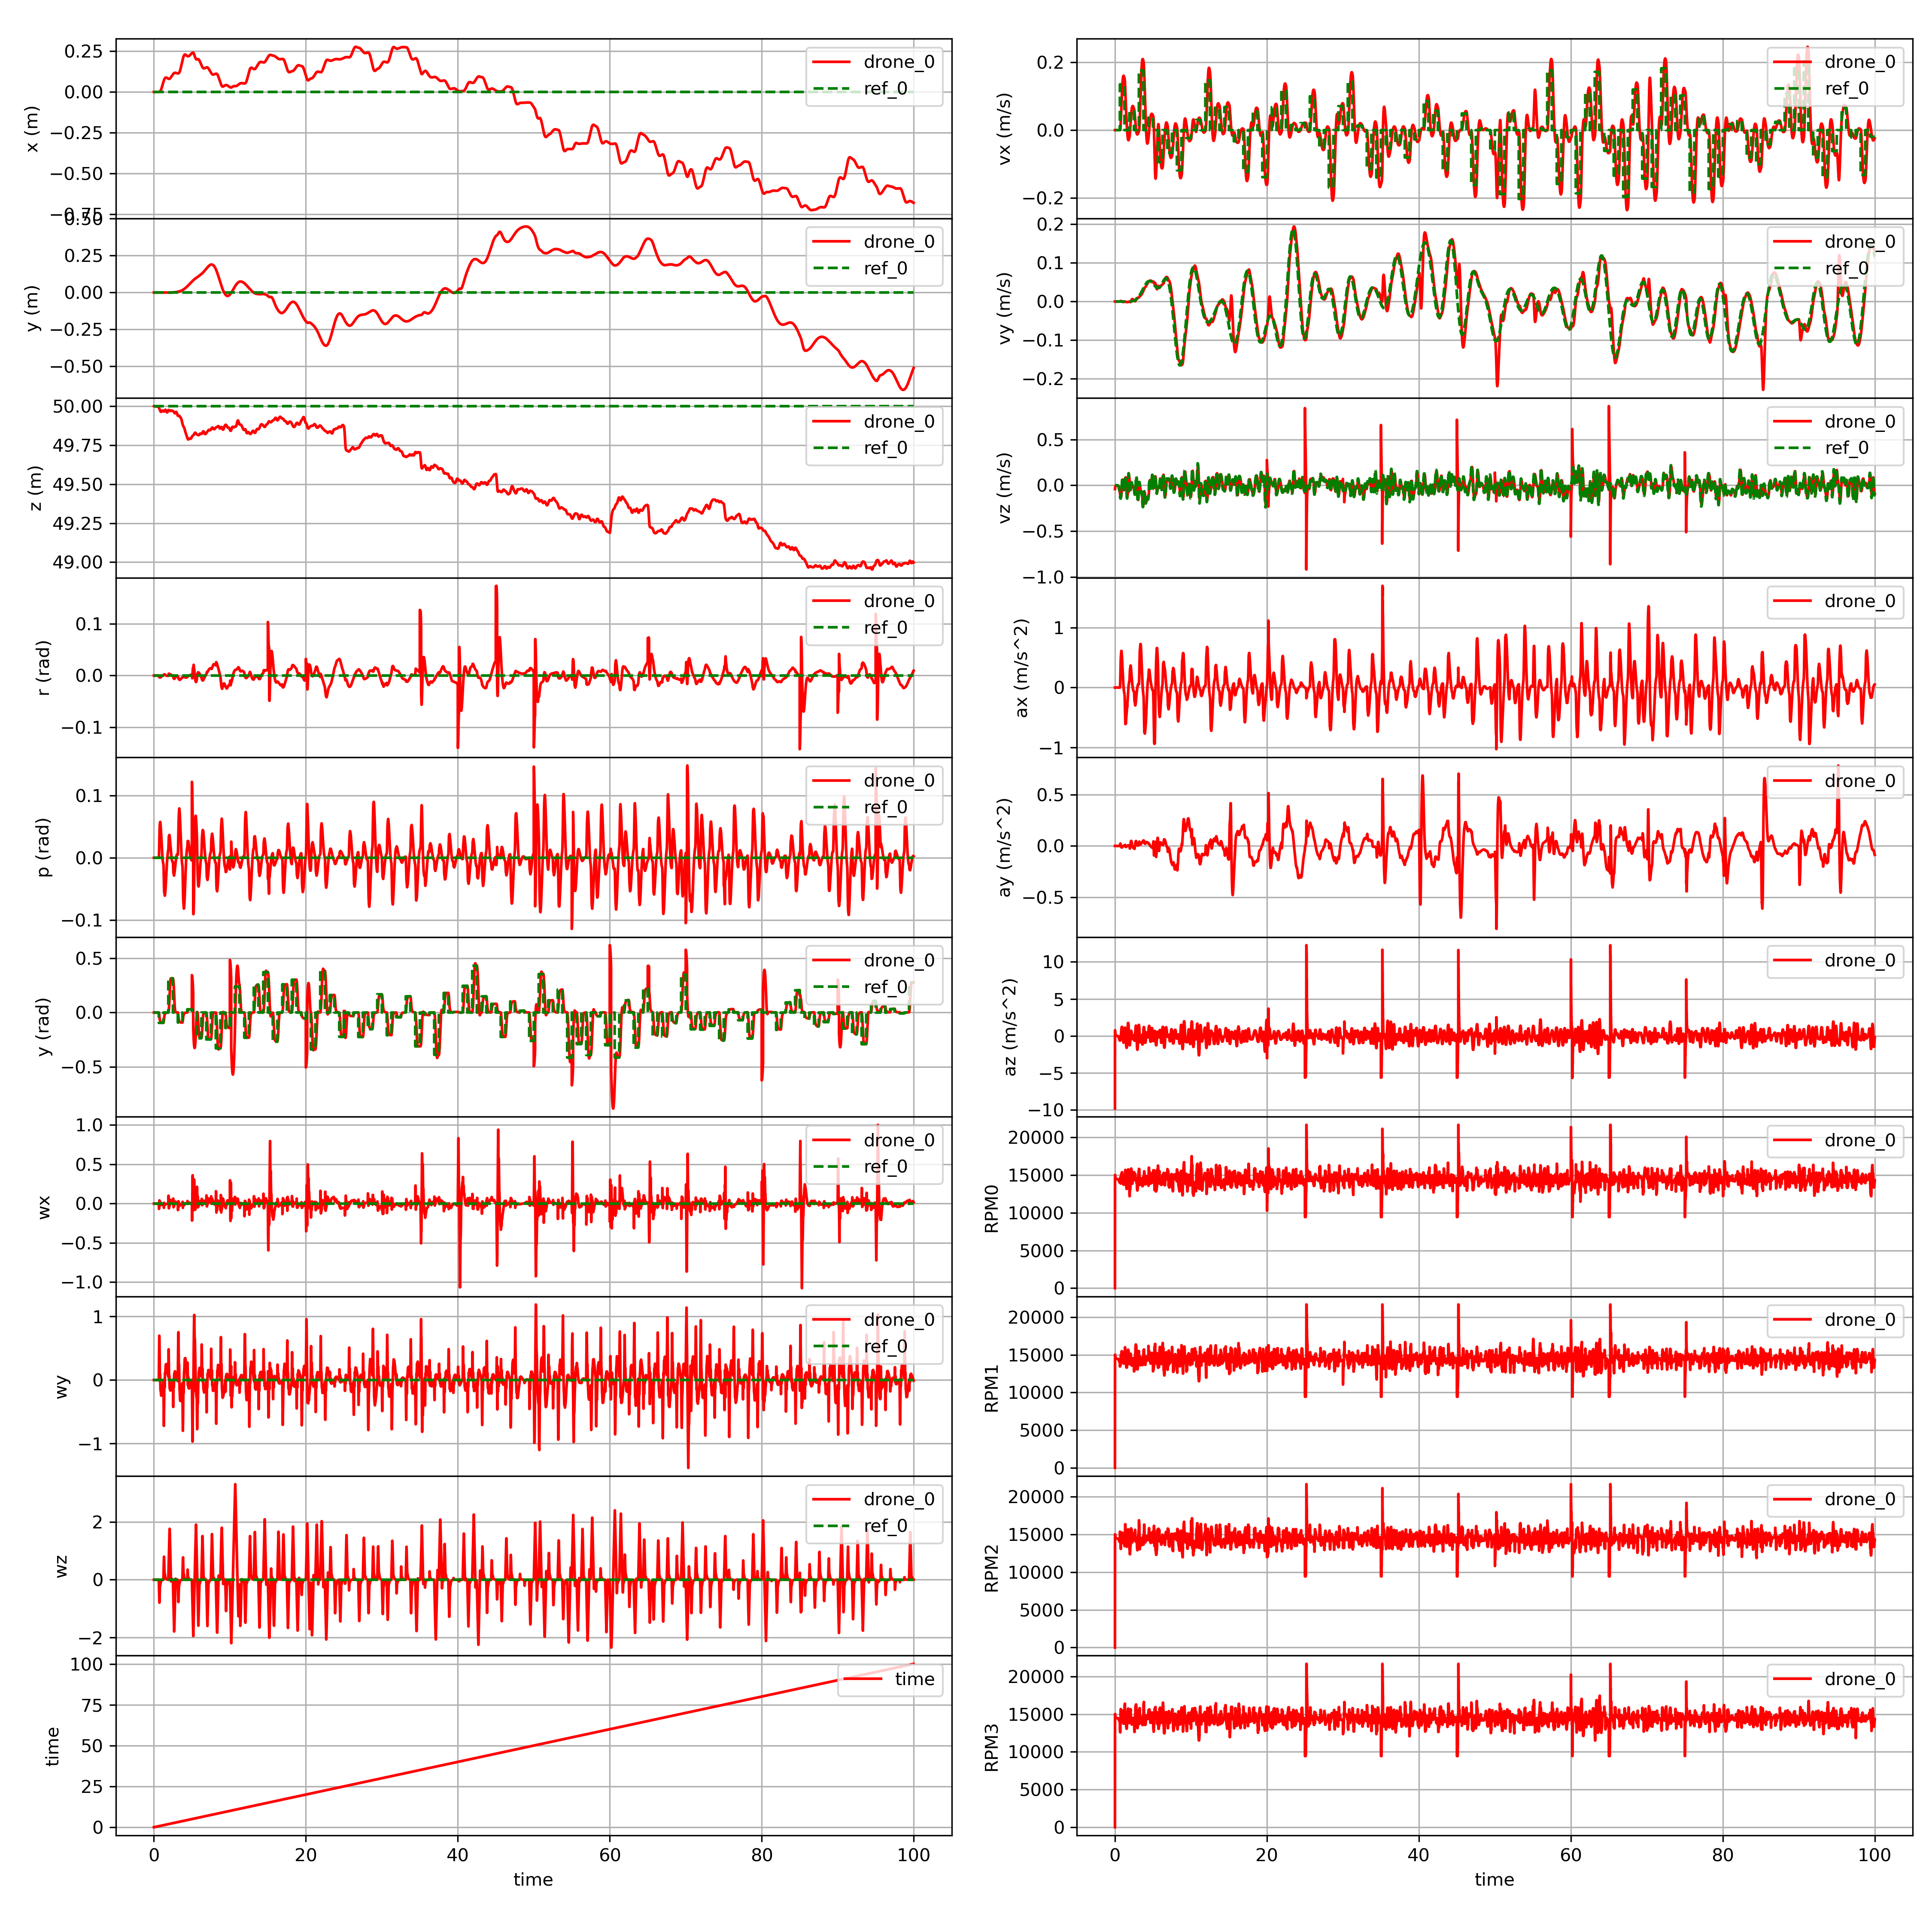 0.25
0.00
−0.25
−0.50
−0.75
x (m)
drone_0
ref_0
0.50
0.25
0.00
−0.25
−0.50
y (m)
drone_0
ref_0
50.00
49.75
49.50
49.25
49.00
z (m)
drone_0
ref_0
0.1
0.0
−0.1
r (rad)
drone_0
ref_0
0.1
0.0
−0.1
p (rad)
drone_0
ref_0
0.5
0.0
−0.5
y (rad)
drone_0
ref_0
1.0
0.5
0.0
−0.5
−1.0
wx
drone_0
ref_0
1
0
−1
wy
drone_0
ref_0
2
0
−2
wz
drone_0
ref_0
100
75
50
25
0
time
time
0 20 40 60 80 100
time
0.2
0.0
−0.2
vx (m/s)
drone_0
ref_0
0.2
0.1
0.0
−0.1
−0.2
vy (m/s)
drone_0
ref_0
0.5
0.0
−0.5
−1.0
vz (m/s)
drone_0
ref_0
1
0
−1
ax (m/s^2)
drone_0
0.5
0.0
−0.5
ay (m/s^2)
drone_0
10
5
0
−5
−10
az (m/s^2)
drone_0
20000
15000
10000
5000
0
RPM0
drone_0
20000
15000
10000
5000
0
RPM1
drone_0
20000
15000
10000
5000
0
RPM2
drone_0
20000
15000
10000
5000
0
RPM3
drone_0
0 20 40 60 80 100
time